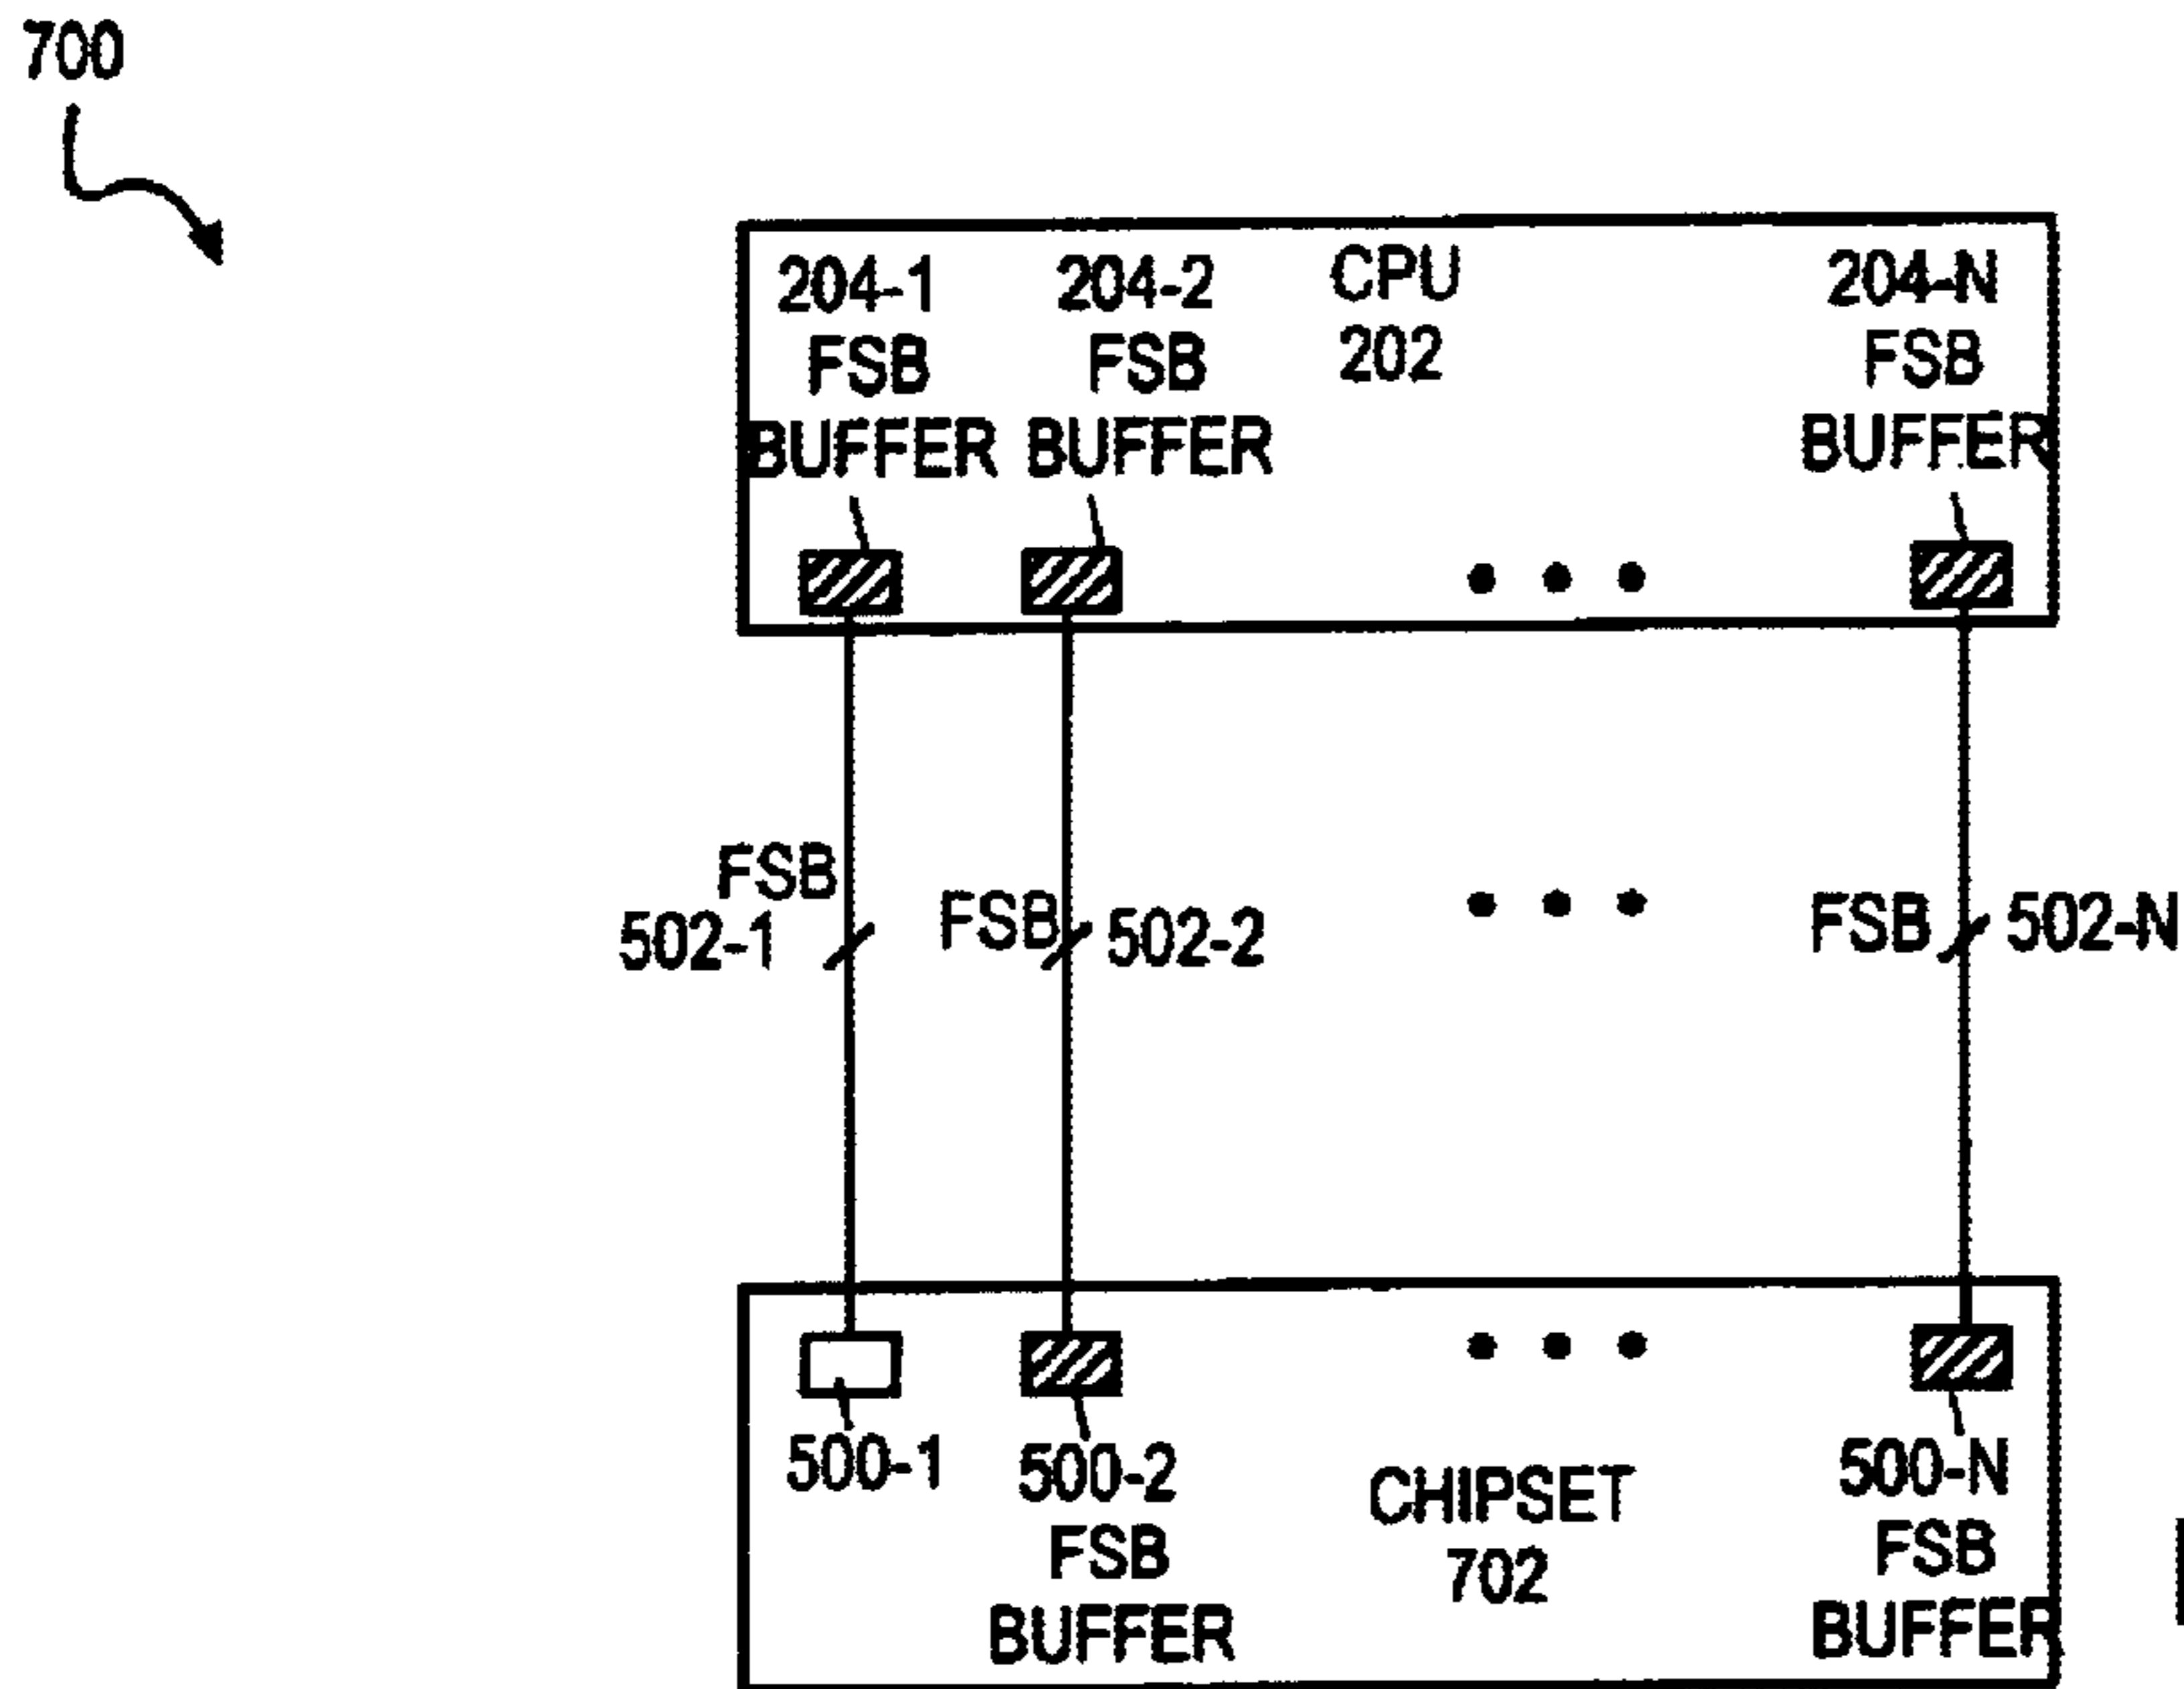 700
204-1 204-2 CPU 204-N
FSB FSB 202 FSB
BUFFER BUFFER BUFFER
FSB
502-1 FSB 502-2 FSB 502-N
500-1 500-2 CHIPSET 500-N
FSB 702 FSB
BUFFER BUFFER